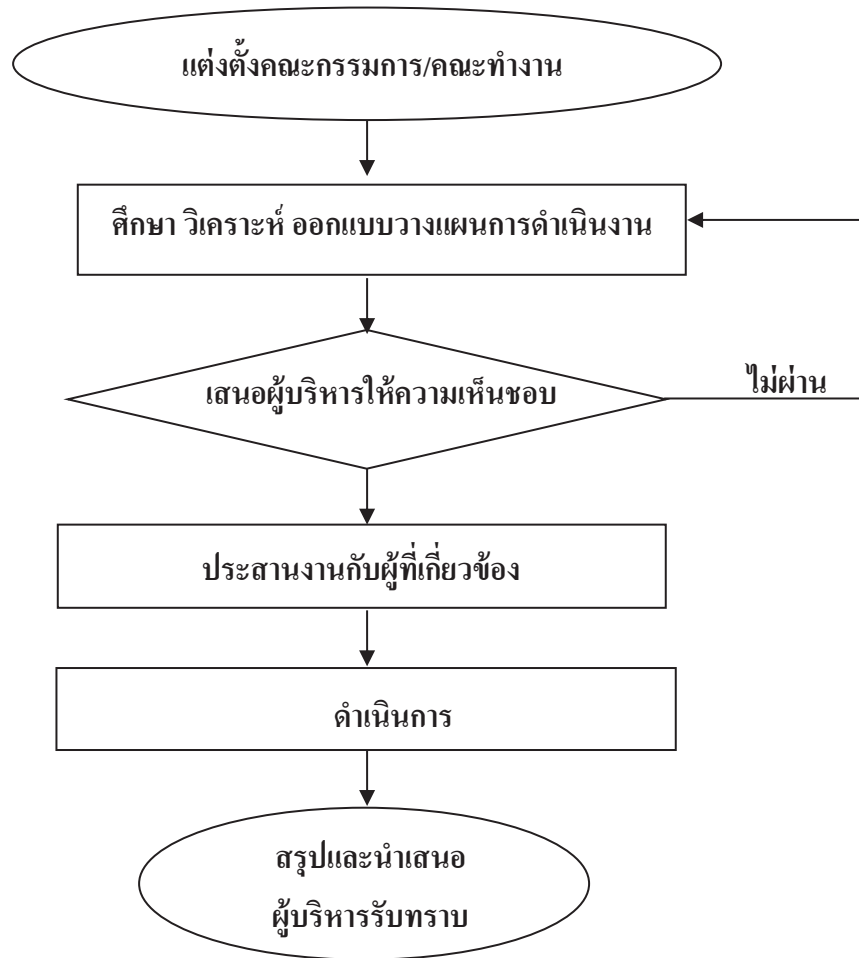 แต่งตั้งคณะกรรมการ/คณะทำงาน
ศึกษา วิเคราะห์ ออกแบบวางแผนการดำเนินงาน
เสนอผู้บริหารให้ความเห็นชอบ
ไม่ผ่าน
ประสานงานกับผู้ที่เกี่ยวข้อง
ดำเนินการ
สรุปและนำเสนอ
ผู้บริหารรับทราบ